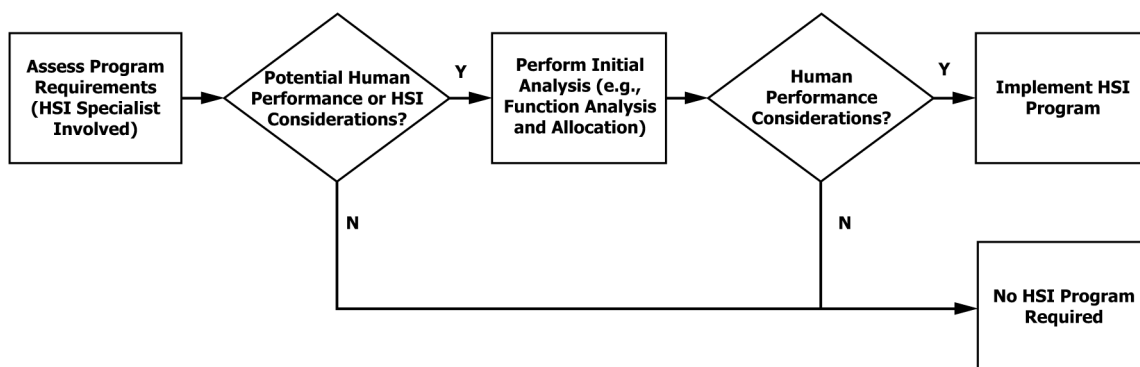 Assess Program
Requirements
(HSI Specialist
Involved)
Potential Human
Performance or HSI
Considerations?
Y
Perform Initial
Analysis (e.g.,
Function Analysis
and Allocation)
Human
Performance
Considerations?
Y
Implement HSI
Program
N
N
No HSI Program
Required